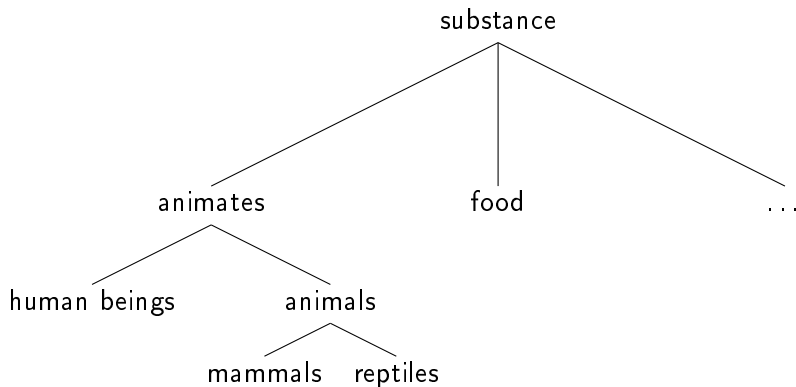 substance
animates food ...
human beings animals
mammals reptiles